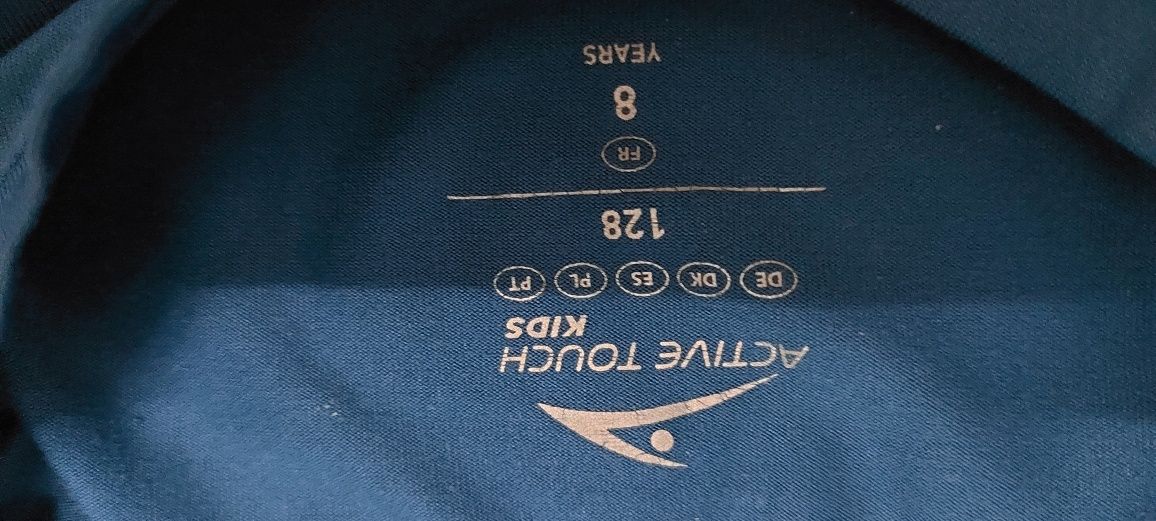 ACTIVE TOUCH
KIDS
DE DK ES PL PT
128
FR
8
YEARS